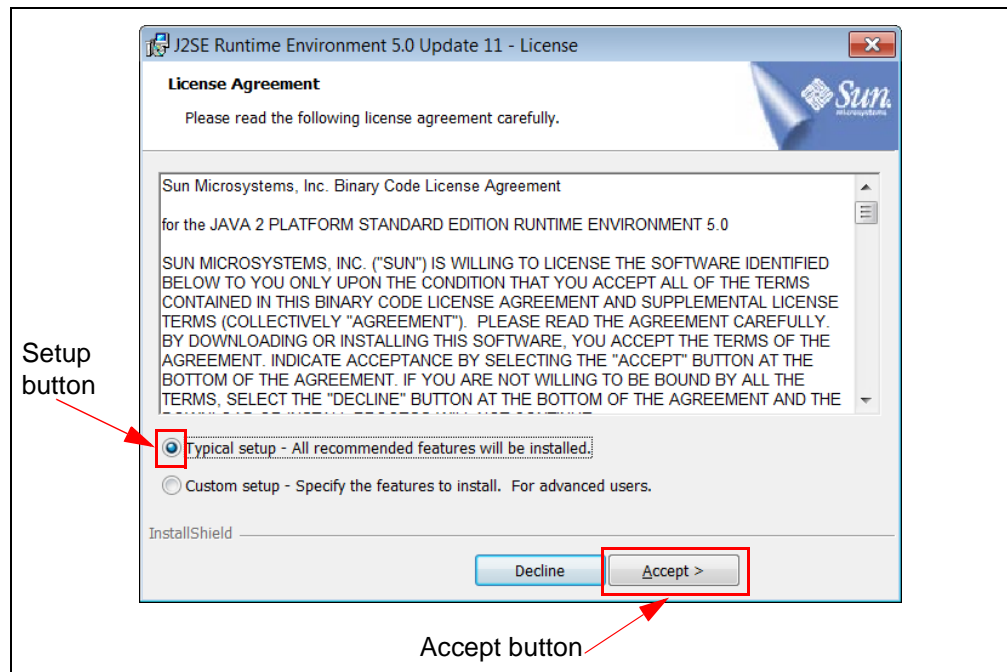 J2SE Runtime Environment 5.0 Update 11 - License
License Agreement
Please read the following license agreement carefully.
Sun
microsystems
Sun Microsystems, Inc. Binary Code License Agreement
for the JAVA 2 PLATFORM STANDARD EDITION RUNTIME ENVIRONMENT 5.0
SUN MICROSYSTEMS, INC. ("SUN") IS WILLING TO LICENSE THE SOFTWARE IDENTIFIED
BELOW TO YOU ONLY UPON THE CONDITION THAT YOU ACCEPT ALL OF THE TERMS
CONTAINED IN THIS BINARY CODE LICENSE AGREEMENT AND SUPPLEMENTAL LICENSE
TERMS (COLLECTIVELY "AGREEMENT").  PLEASE READ THE AGREEMENT CAREFULLY.
BY DOWNLOADING OR INSTALLING THIS SOFTWARE, YOU ACCEPT THE TERMS OF THE
AGREEMENT. INDICATE ACCEPTANCE BY SELECTING THE "ACCEPT" BUTTON AT THE
BOTTOM OF THE AGREEMENT. IF YOU ARE NOT WILLING TO BE BOUND BY ALL THE
TERMS, SELECT THE "DECLINE" BUTTON AT THE BOTTOM OF THE AGREEMENT AND THE
Setup
button
Typical setup - All recommended features will be installed.
Custom setup - Specify the features to install.  For advanced users.
InstallShield
Decline
Accept >
Accept button